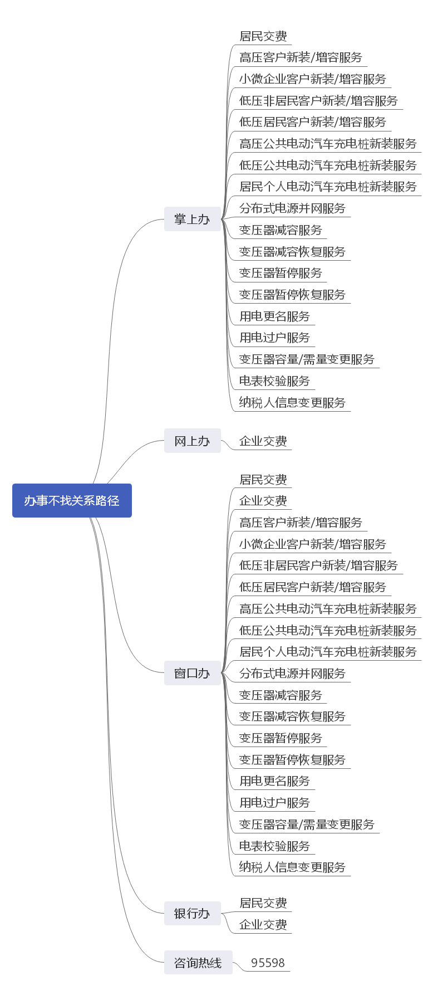 办事不找关系路径
掌上办
居民交费
高压客户新装/增容服务
小微企业客户新装/增容服务
低压非居民客户新装/增容服务
低压居民客户新装/增容服务
高压公共电动汽车充电桩新装服务
低压公共电动汽车充电桩新装服务
居民个人电动汽车充电桩新装服务
分布式电源并网服务
变压器减容服务
变压器减容恢复服务
变压器暂停服务
变压器暂停恢复服务
用电更名服务
用电过户服务
变压器容量/需量变更服务
电表校验服务
纳税人信息变更服务
网上办
企业交费
窗口办
居民交费
企业交费
高压客户新装/增容服务
小微企业客户新装/增容服务
低压非居民客户新装/增容服务
低压居民客户新装/增容服务
高压公共电动汽车充电桩新装服务
低压公共电动汽车充电桩新装服务
居民个人电动汽车充电桩新装服务
分布式电源并网服务
变压器减容服务
变压器减容恢复服务
变压器暂停服务
变压器暂停恢复服务
用电更名服务
用电过户服务
变压器容量/需量变更服务
电表校验服务
纳税人信息变更服务
银行办
居民交费
企业交费
咨询热线
95598